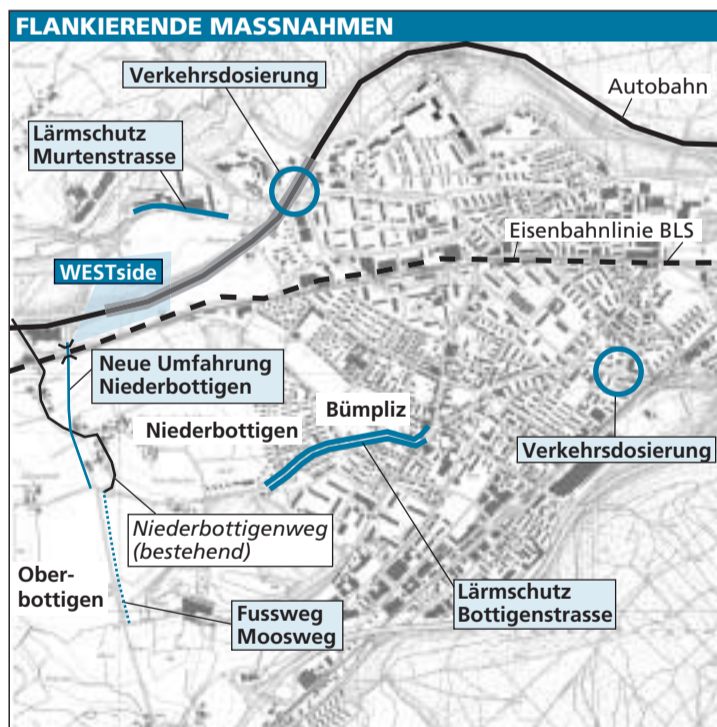 FLANKIERENDE MASSNAHMEN
Verkehrsdosierung
Autobahn
Lärmschutz
Murtenstrasse
Eisenbahnlinie BLS
WESTside
Neue Umfahrung
Niederbottigen
Bümpliz
Niederbottigen
Verkehrsdosierung
Niederbottigenweg
(bestehend)
Ober-
bottigen
Fussweg
Moosweg
Lärmschutz
Bottigenstrasse